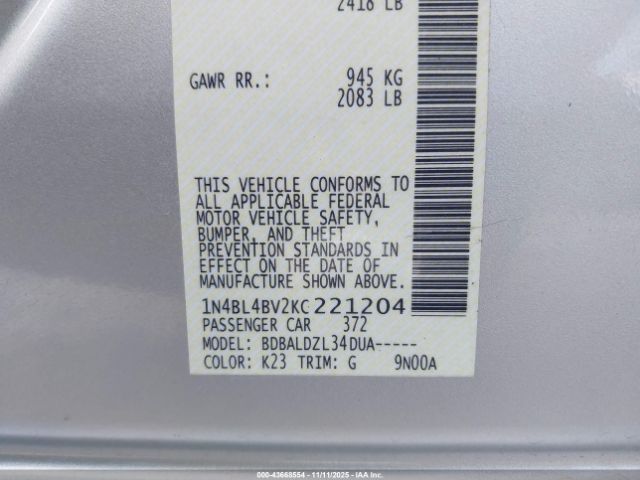 2418 LB
GAWR RR.: 945 KG
2083 LB
THIS VEHICLE CONFORMS TO
ALL APPLICABLE FEDERAL
MOTOR VEHICLE SAFETY,
BUMPER, AND THEFT
PREVENTION STANDARDS IN
EFFECT ON THE DATE OF
MANUFACTURE SHOWN ABOVE.
1N4BL4BV2KC221204
PASSENGER CAR 372
MODEL: BDBALDZL34DUA-----
COLOR: K23 TRIM: G 9N00A
000-43668554 - 11/11/2025 - IAA Inc.